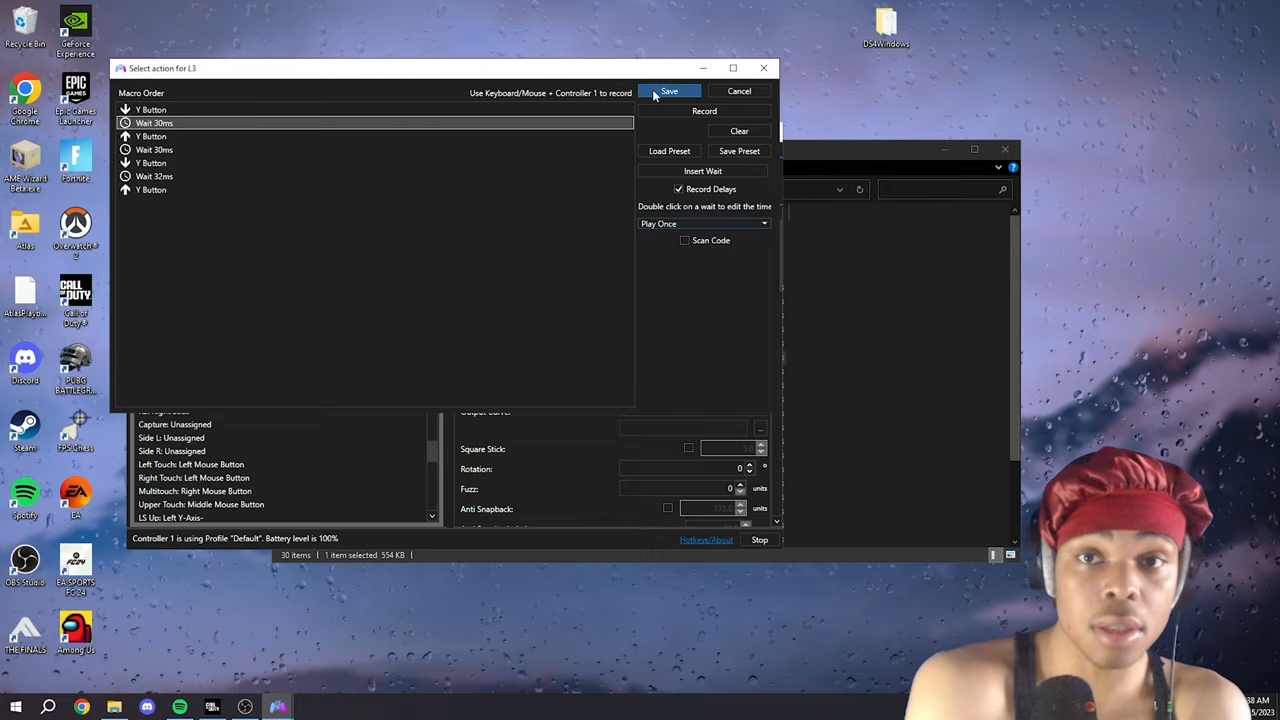 Recycle Bin
GeForce Experience
Google Chrome
Epic Games Launcher
AME Wizard Beta.exe
Fortnite
Atlas
Overwatch® 2
AtlasPlayb...
Call of Duty®
Discord
PUBG BATTLEGR...
Steam
FPS Chess
Spotify
EA
OBS Studio
EA SPORTS FC 24
THE FINALS
Among Us
DS4Windows
Select action for L3
Macro Order
Use Keyboard/Mouse + Controller 1 to record
Save
Cancel
Y Button
Wait 30ms
Y Button
Wait 30ms
Y Button
Wait 32ms
Y Button
Record
Clear
Load Preset
Save Preset
Insert Wait
Record Delays
Double click on a wait to edit the time
Play Once
Scan Code
Capture: Unassigned
Side L: Unassigned
Side R: Unassigned
Left Touch: Left Mouse Button
Right Touch: Left Mouse Button
Multitouch: Right Mouse Button
Upper Touch: Middle Mouse Button
LS Up: Left Y-Axis-
Square Stick:
Rotation:
0
°
Fuzz:
0
units
Anti Snapback:
units
Controller 1 is using Profile "Default". Battery level is 100%
Hotkeys/About
Stop
30 items
1 item selected 554 KB